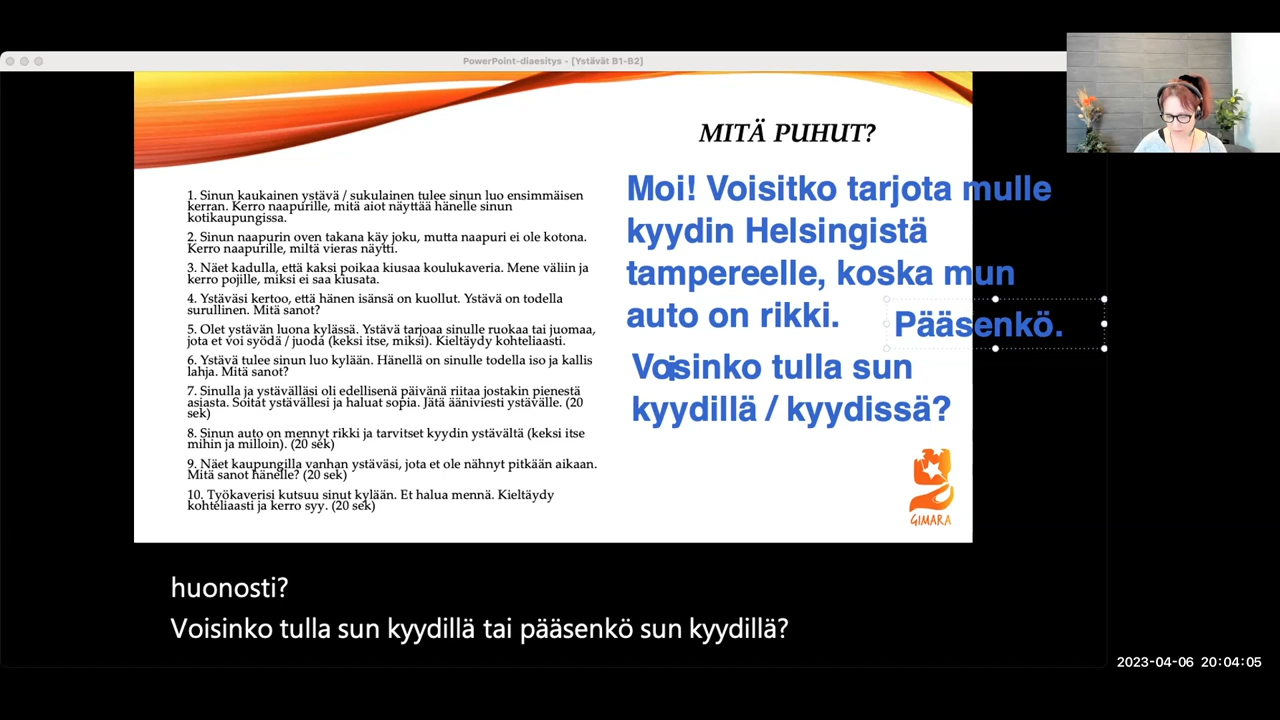 PowerPoint-diaesitys - [Ystävät B1-B2]
MITÄ PUHUT?
1. Sinun kaukainen ystävä / sukulainen tulee sinun luo ensimmäisen
kerran. Kerro naapurille, mitä aiot näyttää hänelle sinun
kotikaupungissa.
2. Sinun naapurin oven takana käy joku, mutta naapuri ei ole kotona.
Kerro naapurille, miltä vieras näytti.
3. Näet kadulla, että kaksi poikaa kiusaa koulukaveria. Mene väliin ja
kerro pojille, miksi ei saa kiusata.
4. Ystäväsi kertoo, että hänen isänsä on kuollut. Ystävä on todella
surullinen. Mitä sanot?
5. Olet ystävän luona kylässä. Ystävä tarjoaa sinulle ruokaa tai juomaa,
jota et voi syödä / juoda (keksi itse, miksi). Kieltäydy kohteliaasti.
6. Ystävä tulee sinun luo kylään. Hänellä on sinulle todella iso ja kallis
lahja. Mitä sanot?
7. Sinulla ja ystävälläsi oli edellisenä päivänä riitaa jostakin pienestä
asiasta. Soitat ystävällesi ja haluat sopia. Jätä ääniviesti ystävälle. (20
sek)
8. Sinun auto on mennyt rikki ja tarvitset kyydin ystävältä (keksi itse
mihin ja milloin). (20 sek)
9. Näet kaupungilla vanhan ystäväsi, jota et ole nähnyt pitkään aikaan.
Mitä sanot hänelle? (20 sek)
10. Työkaverisi kutsuu sinut kylään. Et halua mennä. Kieltäydy
kohteliaasti ja kerro syy. (20 sek)
Moi! Voisitko tarjota mulle
kyydin Helsingistä
tampereelle, koska mun
auto on rikki.
Pääsenkö.
Voisinko tulla sun
kyydillä / kyydissä?
GIMARA
huonosti?
Voisinko tulla sun kyydillä tai pääsenkö sun kyydillä?
2023-04-06 20:04:05